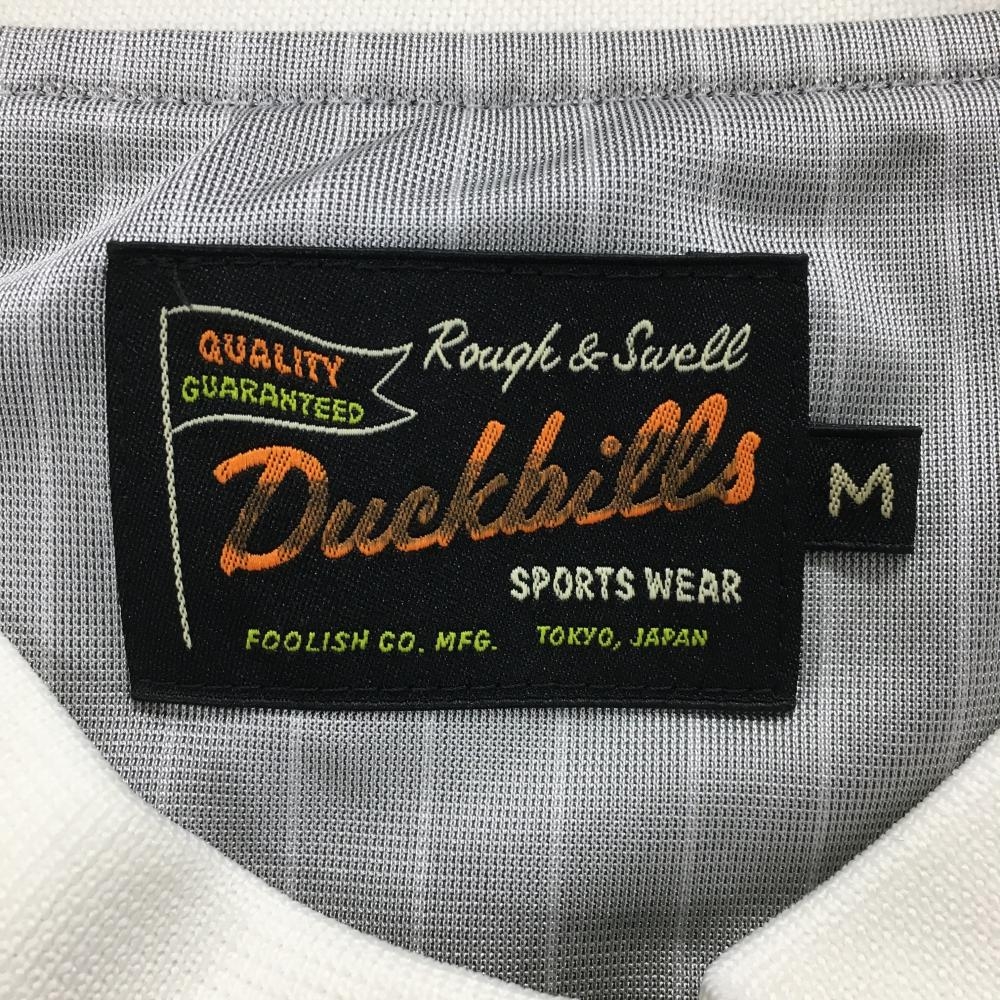 QUALITY
GUARANTEED
Rough & Swell
Duckbills
SPORTS WEAR
FOOLISH CO. MFG. TOKYO, JAPAN
M